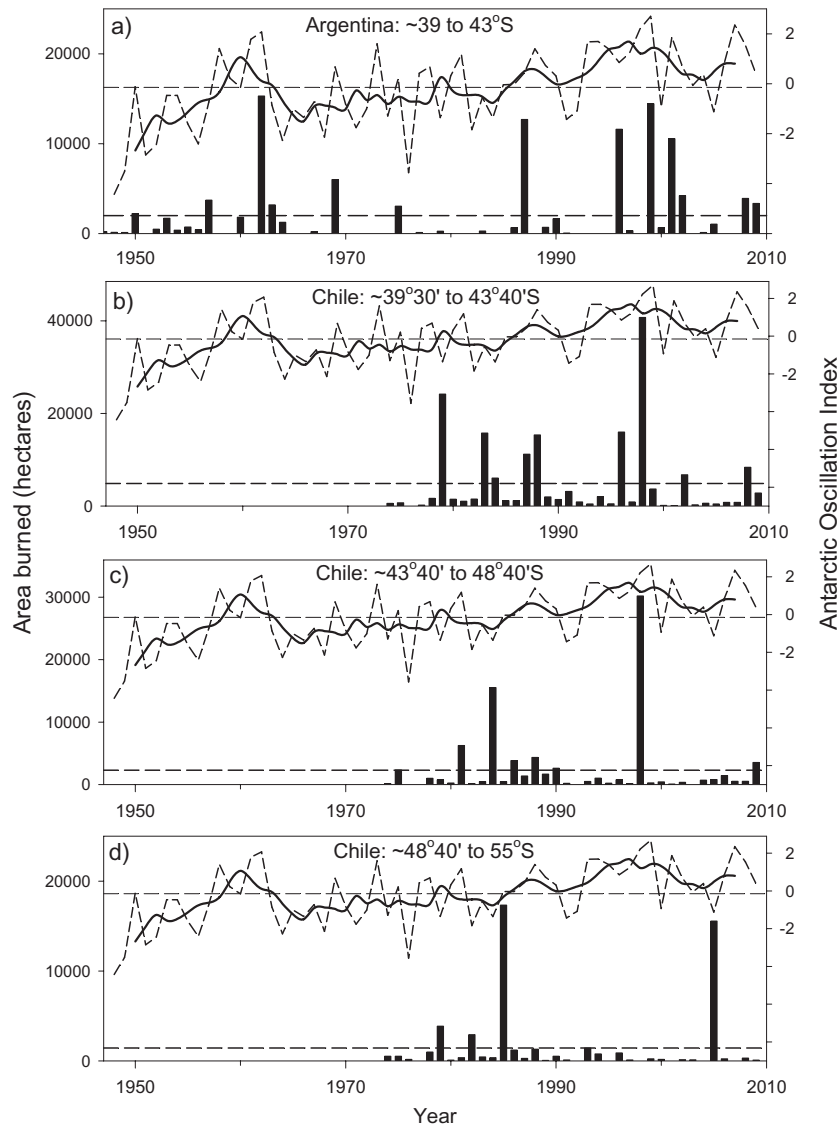 a) Argentina: ~39 to 43°S
20000
10000
0
2
0
-2
1950 1970 1990 2010
b) Chile: ~39°30' to 43°40'S
40000
20000
0
2
0
-2
1950 1970 1990 2010
c) Chile: ~43°40' to 48°40'S
30000
20000
10000
0
2
0
-2
1950 1970 1990 2010
d) Chile: ~48°40' to 55°S
20000
10000
0
2
0
-2
1950 1970 1990 2010
Year
Area burned (hectares)
Antarctic Oscillation Index